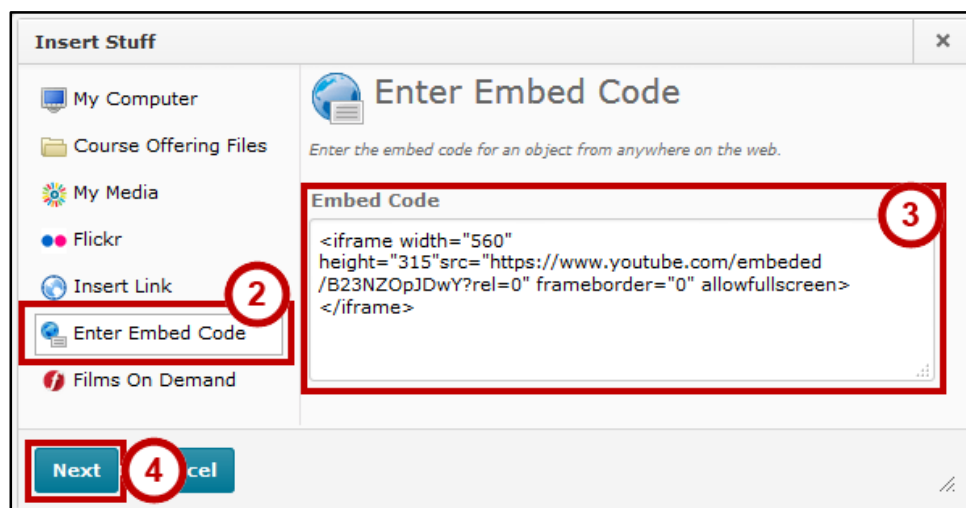 Insert Stuff
×
My Computer
Course Offering Files
My Media
Flickr
Insert Link
2
Enter Embed Code
Films On Demand
Enter Embed Code
Enter the embed code for an object from anywhere on the web.
Embed Code
3
<iframe width="560"
height="315"src="https://www.youtube.com/embeded
/B23NZOpJDwY?rel=0" frameborder="0" allowfullscreen>
</iframe>
Next
4
cel